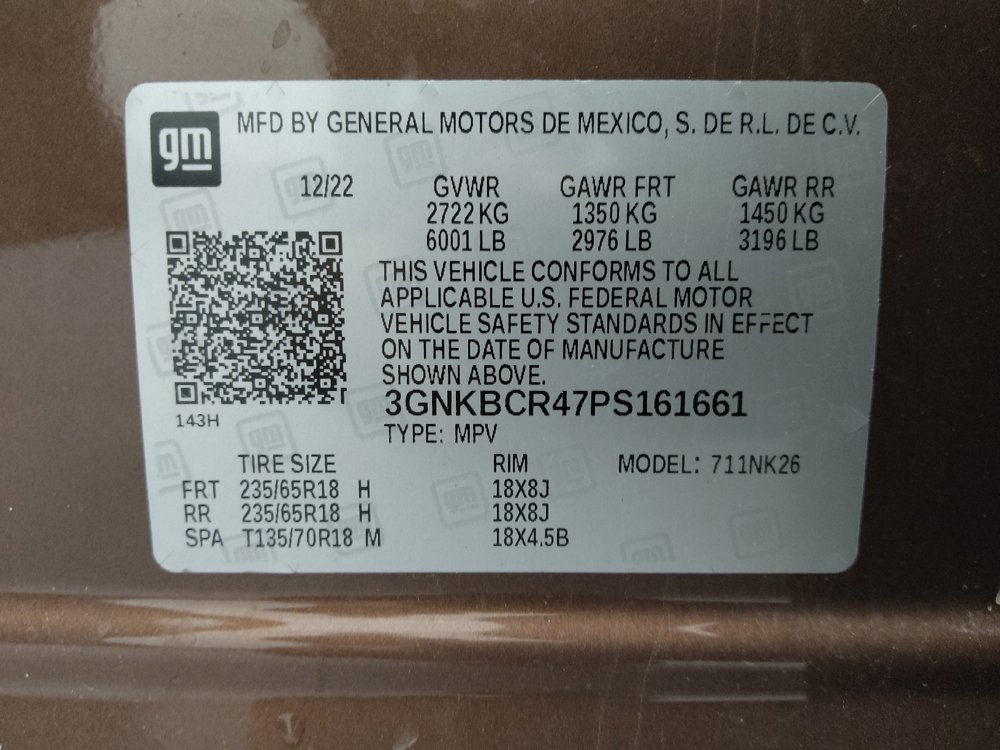 gm
MFD BY GENERAL MOTORS DE MEXICO, S. DE R.L. DE C.V.
12/22 GVWR GAWR FRT GAWR RR
2722 KG 1350 KG 1450 KG
6001 LB 2976 LB 3196 LB
THIS VEHICLE CONFORMS TO ALL
APPLICABLE U.S. FEDERAL MOTOR
VEHICLE SAFETY STANDARDS IN EFFECT
ON THE DATE OF MANUFACTURE
SHOWN ABOVE.
3GNKBCR47PS161661
143H
TYPE: MPV
TIRE SIZE RIM MODEL: 711NK26
FRT 235/65R18 H 18X8J
RR 235/65R18 H 18X8J
SPA T135/70R18 M 18X4.5B